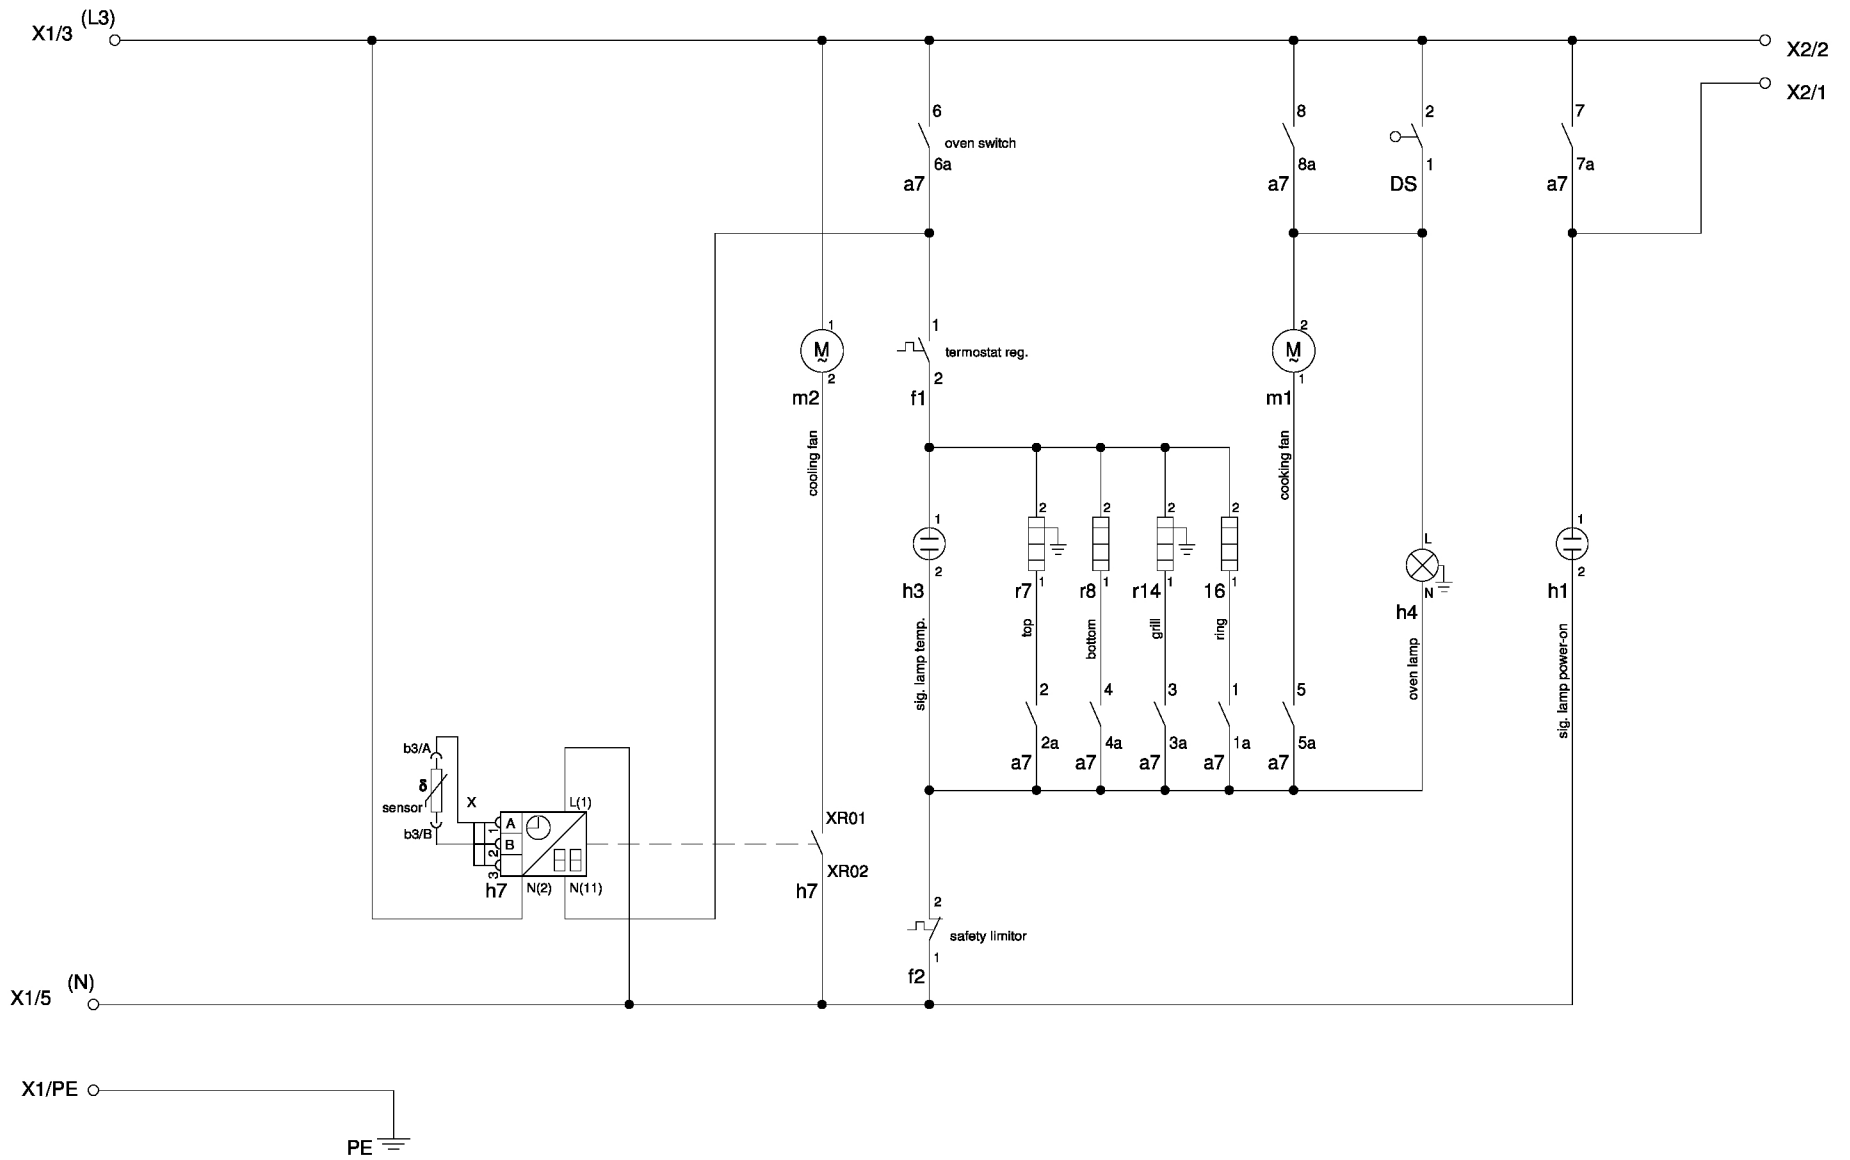 (L3)
X1/3
X2/2
X2/1
6
8
2
7
oven switch
6a
8a
1
7a
a7
a7
DS
a7
1
1
2
M
~
termostat reg.
M
~
2
2
1
m2
f1
m1
cooling fan
cooking fan
1
2
2
2
2
1
L
2
1
1
1
1
2
h3
r7
r8
r14
16
N
h1
h4
sig. lamp temp.
top
bottom
grill
ring
oven lamp
sig. lamp power-on
2
4
3
1
5
2a
4a
3a
1a
5a
a7
a7
a7
a7
a7
b3/A
δ
sensor
X
L(1)
b3/B
A
1
B
2
3
XR01
XR02
h7
N(2)
N(11)
h7
2
safety limitor
1
f2
(N)
X1/5
X1/PE
PE